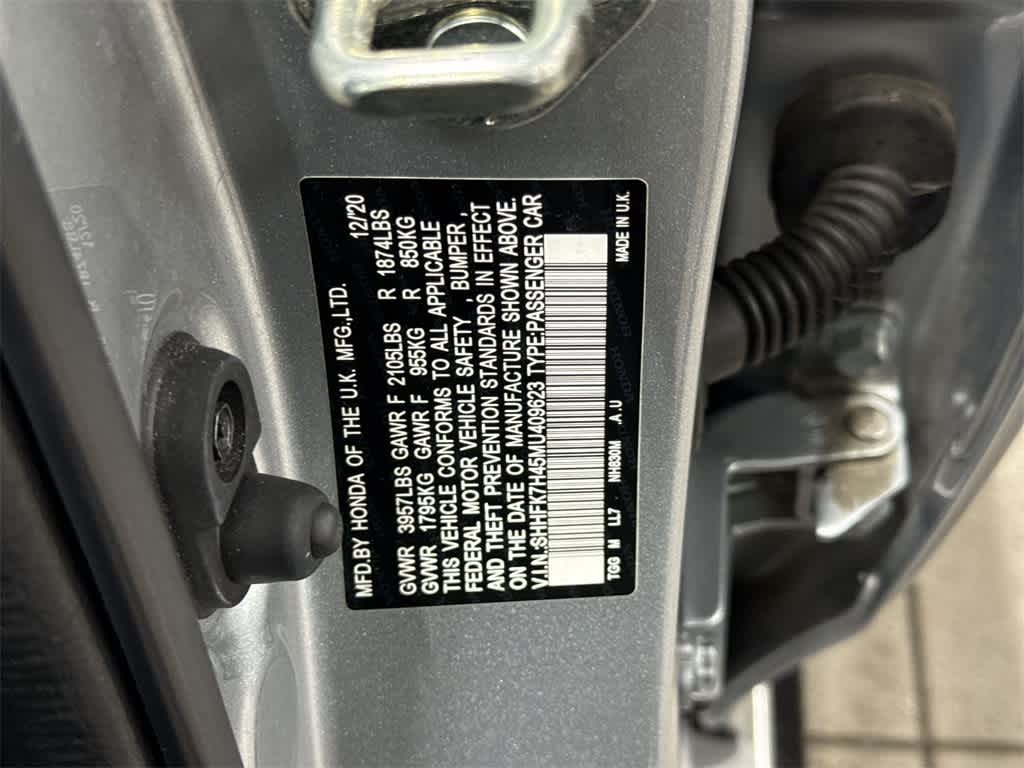 MFD.BY HONDA OF THE U.K. MFG.,LTD. 12/20
GVWR 3957LBS GAWR F 2105LBS R 1874LBS
GVWR 1795KG GAWR F 955KG R 850KG
THIS VEHICLE CONFORMS TO ALL APPLICABLE
FEDERAL MOTOR VEHICLE SAFETY, BUMPER,
AND THEFT PREVENTION STANDARDS IN EFFECT
ON THE DATE OF MANUFACTURE SHOWN ABOVE.
V.I.N.:SHHFK7H45MU409623 TYPE:PASSENGER CAR
TGG M LL7 NH830M .A.U MADE IN U.K.